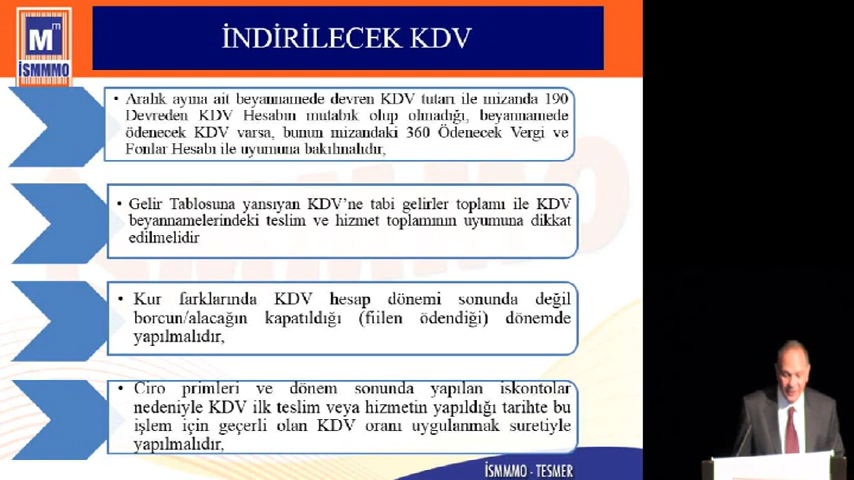 Mm
İSMMMO
İNDİRİLECEK KDV
• Aralık ayına ait beyannamede devren KDV tutarı ile mizanda 190
Devreden KDV Hesabın mutabık olup olmadığı, beyannamede
ödenecek KDV varsa, bunun mizandaki 360 Ödenecek Vergi ve
Fonlar Hesabı ile uyumuna bakılmalıdır,
• Gelir Tablosuna yansıyan KDV'ne tabi gelirler toplamı ile KDV
beyannamelerindeki teslim ve hizmet toplamının uyumuna dikkat
edilmelidir
• Kur farklarında KDV hesap dönemi sonunda değil
borcun/alacağın kapatıldığı (fiilen ödendiği) dönemde
yapılmalıdır,
• Ciro primleri ve dönem sonunda yapılan iskontolar
nedeniyle KDV ilk teslim veya hizmetin yapıldığı tarihte bu
işlem için geçerli olan KDV oranı uygulanmak suretiyle
yapılmalıdır,
İSMMMO - TESMER